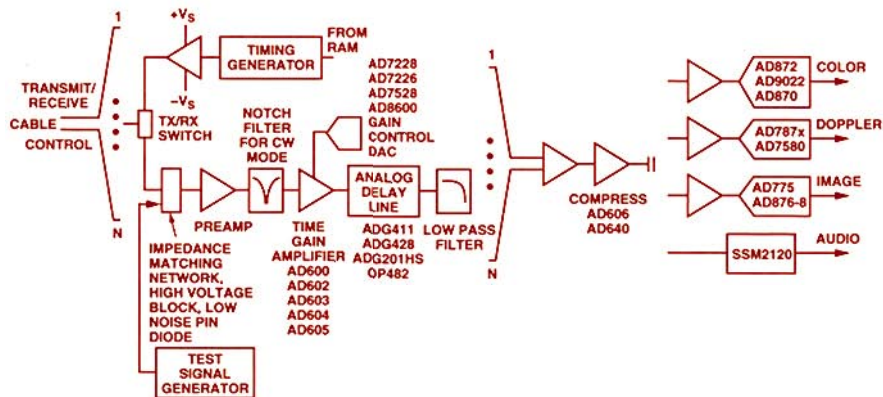 1
TRANSMIT/
RECEIVE
CABLE
CONTROL
N
+VS
−VS
TX/RX
SWITCH
TIMING
GENERATOR
FROM
RAM
NOTCH
FILTER
FOR CW
MODE
AD7228
AD7226
AD7528
AD8600
GAIN
CONTROL
DAC
PREAMP
IMPEDANCE
MATCHING
NETWORK,
HIGH VOLTAGE
BLOCK, LOW
NOISE PIN
DIODE
TEST
SIGNAL
GENERATOR
TIME
GAIN
AMPLIFIER
AD600
AD602
AD603
AD604
AD605
ANALOG
DELAY
LINE
ADG411
ADG428
ADG201HS
OP482
LOW PASS
FILTER
1
N
COMPRESS
AD606
AD640
AD872
AD9022
AD870
COLOR
AD787x
AD7580
DOPPLER
AD775
AD876-8
IMAGE
SSM2120
AUDIO